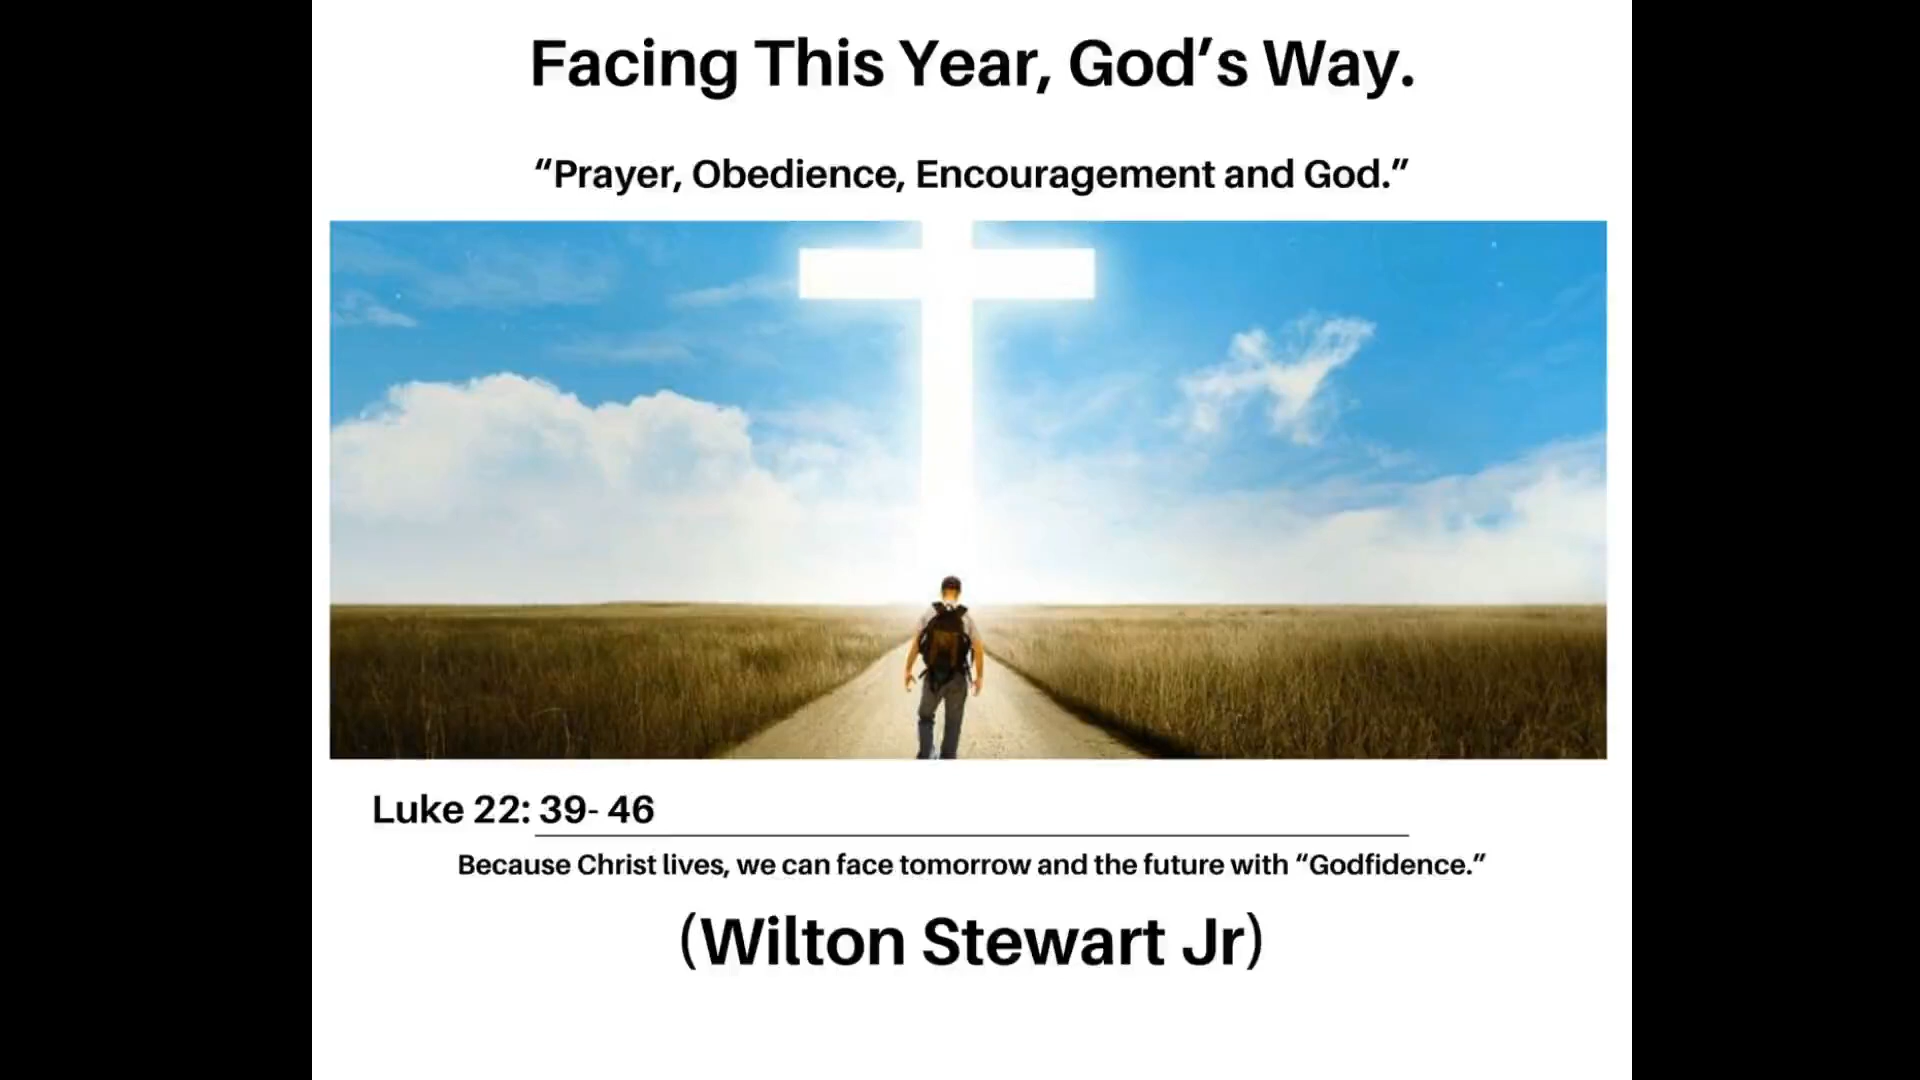 Facing This Year, God’s Way.
“Prayer, Obedience, Encouragement and God.”
Luke 22: 39- 46
Because Christ lives, we can face tomorrow and the future with “Godfidence.”
(Wilton Stewart Jr)